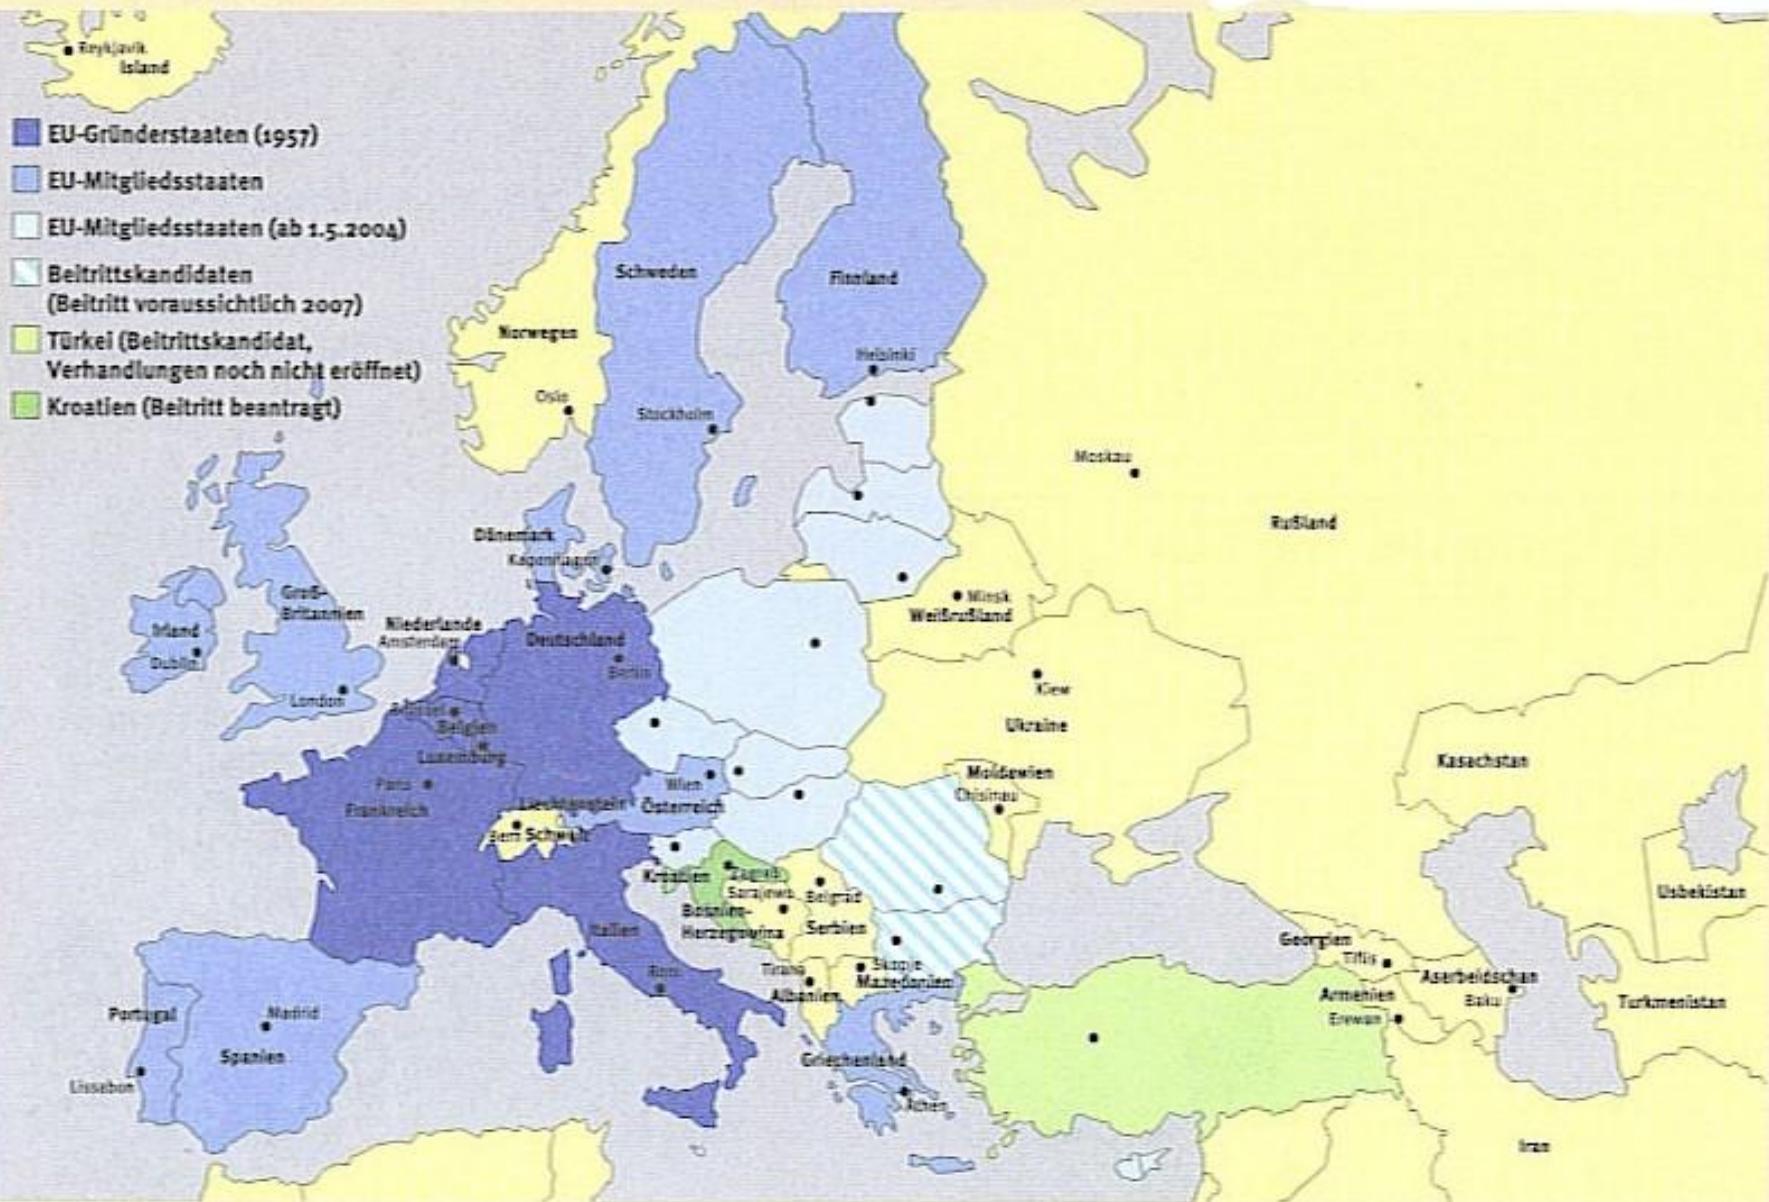 Reykjavik
Island
EU-Gründerstaaten (1957)
EU-Mitgliedsstaaten
EU-Mitgliedsstaaten (ab 1.5.2004)
Beitrittskandidaten
(Beitritt voraussichtlich 2007)
Türkei (Beitrittskandidat,
Verhandlungen noch nicht eröffnet)
Kroatien (Beitritt beantragt)
Schweden
Finnland
Norwegen
Helsinki
Oslo
Stockholm
Moskau
Rußland
Dänemark
Kopenhagen
Minsk
Weißrußland
Groß-
Britannien
Irland
Dublin
London
Niederlande
Amsterdam
Deutschland
Berlin
Kiew
Ukraine
Brüssel
Belgien
Luxemburg
Paris
Frankreich
Liechtenstein
Wien
Österreich
Bern Schweiz
Moldawien
Chisinau
Kasachstan
Usbekistan
Kroatien
Zagreb
Sarajewo
Belgrad
Bosnien-
Herzegowina
Serbien
Italien
Rom
Tirana
Albanien
Skopje
Mazedonien
Georgien
Tiflis
Aserbeidschan
Baku
Armenien
Erewan
Turkmenistan
Portugal
Lissabon
Madrid
Spanien
Griechenland
Athen
Iran